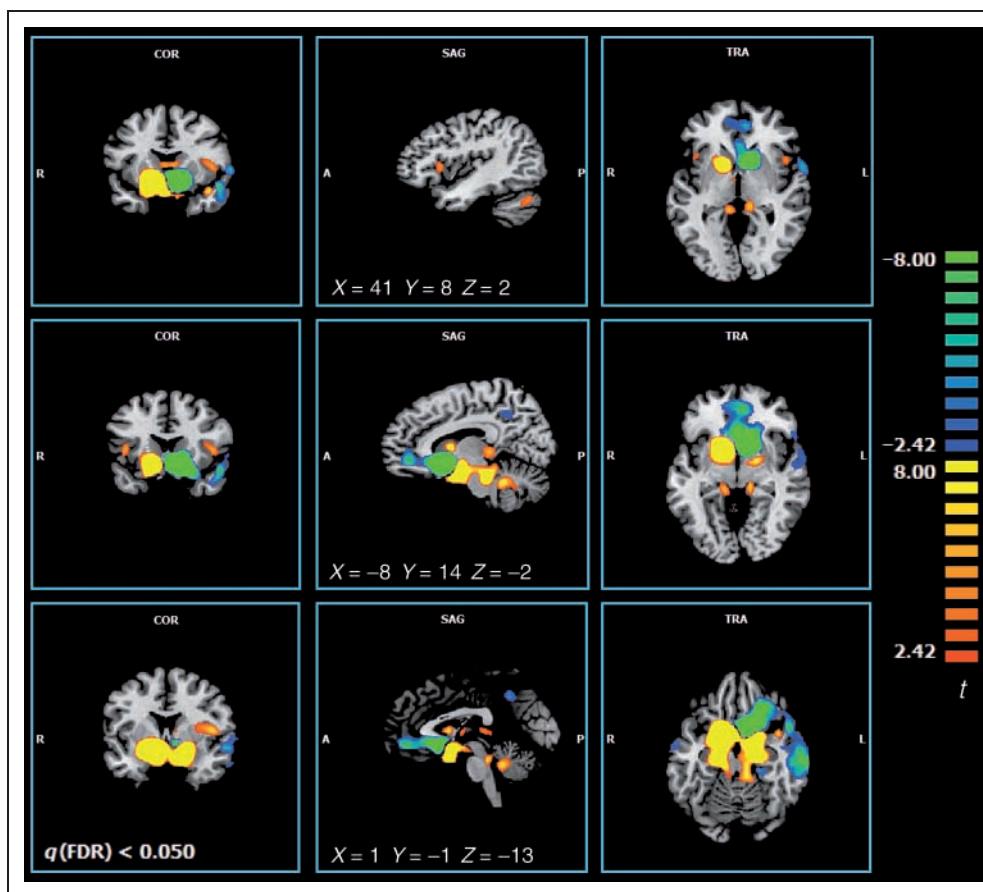 COR
SAG
TRA
R
A
P
R
L
X = 41 Y = 8 Z = 2
COR
SAG
TRA
R
A
P
R
L
X = −8 Y = 14 Z = −2
COR
SAG
TRA
R
A
P
R
L
q(FDR) < 0.050
X = 1 Y = −1 Z = −13
−8.00
−2.42
8.00
2.42
t